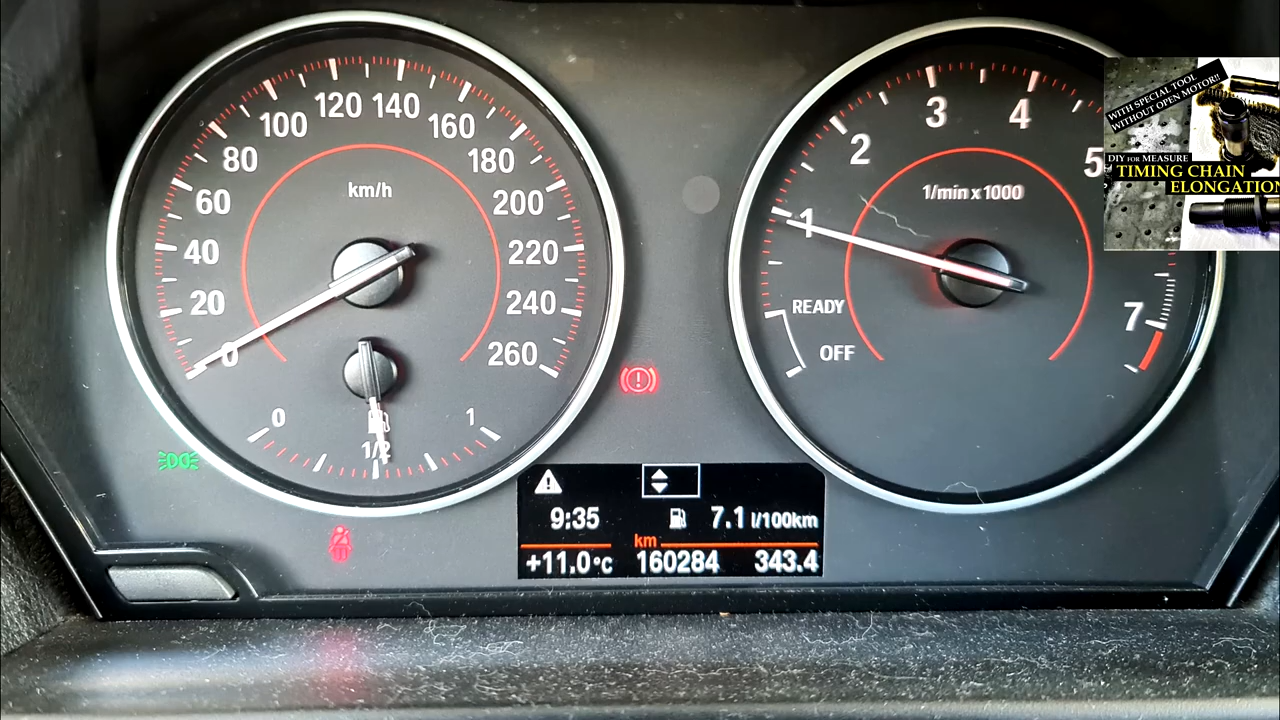 120 140
100 160
80 180
60 km/h 200
40 220
20 240
0 260
0 1
1/2
3 4
2 5
1/min x 1000
1
READY 7
OFF
WITH SPECIAL TOOL
WITHOUT OPEN MOTOR!!
DIY FOR MEASURE
TIMING CHAIN
ELONGATION
9:35 7.1 l/100km
km
+11.0°C 160284 343.4